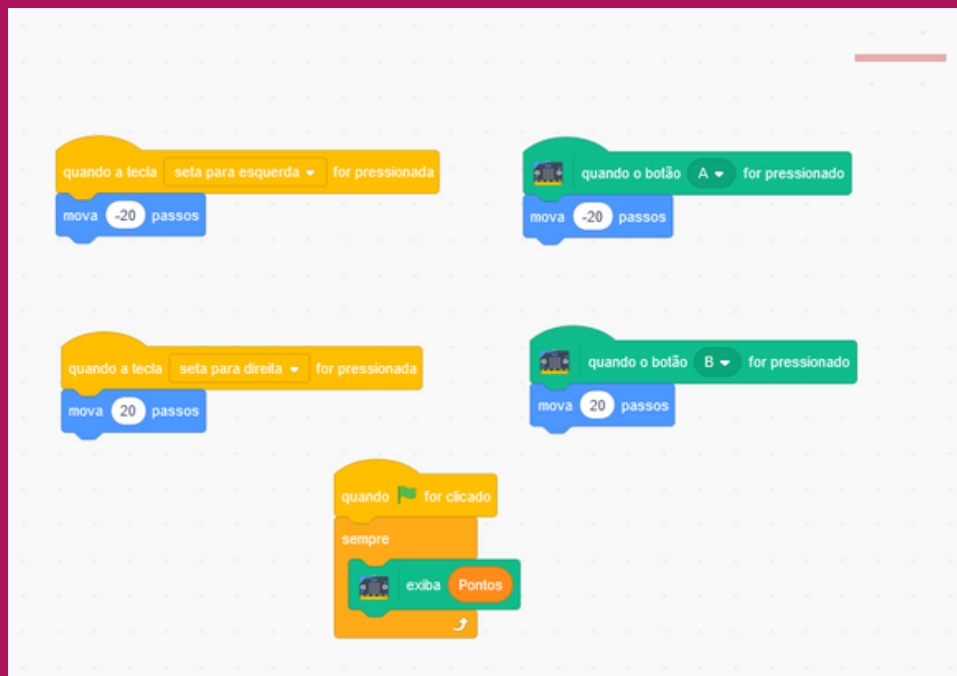 quando a tecla seta para esquerda for pressionada
mova -20 passos
quando o botão A for pressionado
mova -20 passos
quando a tecla seta para direita for pressionada
mova 20 passos
quando o botão B for pressionado
mova 20 passos
quando for clicado
sempre
exiba Pontos